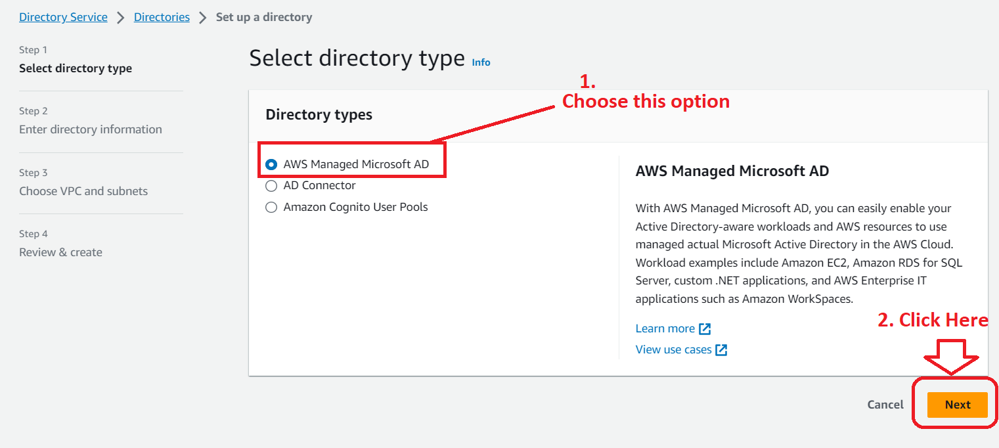 Directory Service > Directories > Set up a directory
Step 1
Select directory type
Step 2
Enter directory information
Step 3
Choose VPC and subnets
Step 4
Review & create
Select directory type Info
1.
Choose this option
Directory types
AWS Managed Microsoft AD
AD Connector
Amazon Cognito User Pools
AWS Managed Microsoft AD
With AWS Managed Microsoft AD, you can easily enable your
Active Directory-aware workloads and AWS resources to use
managed actual Microsoft Active Directory in the AWS Cloud.
Workload examples include Amazon EC2, Amazon RDS for SQL
Server, custom .NET applications, and AWS Enterprise IT
applications such as Amazon WorkSpaces.
Learn more
View use cases
2. Click Here
Cancel
Next